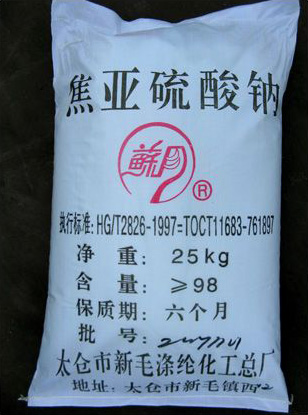 焦亚硫酸钠
蘇 ®
执行标准:HG/T2826-1997=TOCT11683-761897
净 重: 25kg
含 量: ≥98
保质期: 六个月
批 号:
太仓市新毛涤纶化工总厂
地址: 太仓市新毛镇西